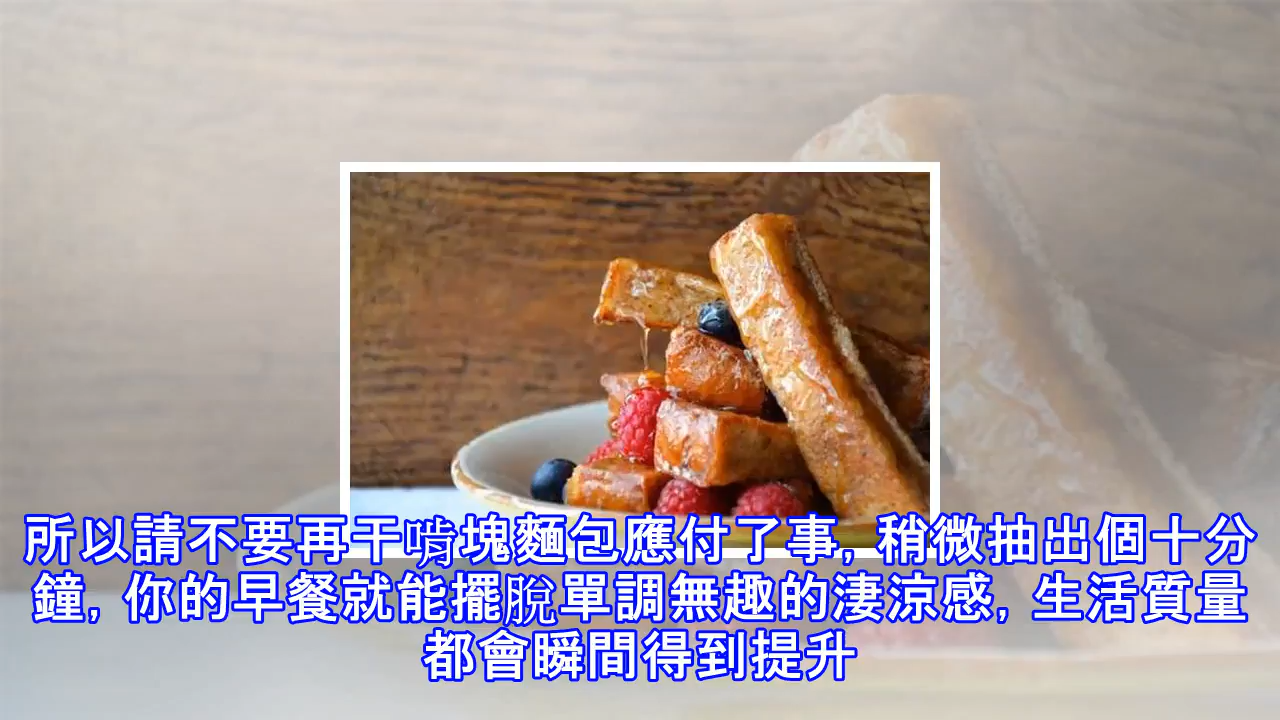 所以請不要再干啃塊麵包應付了事, 稍微抽出個十分
鐘, 你的早餐就能擺脫單調無趣的淒涼感, 生活質量
都會瞬間得到提升